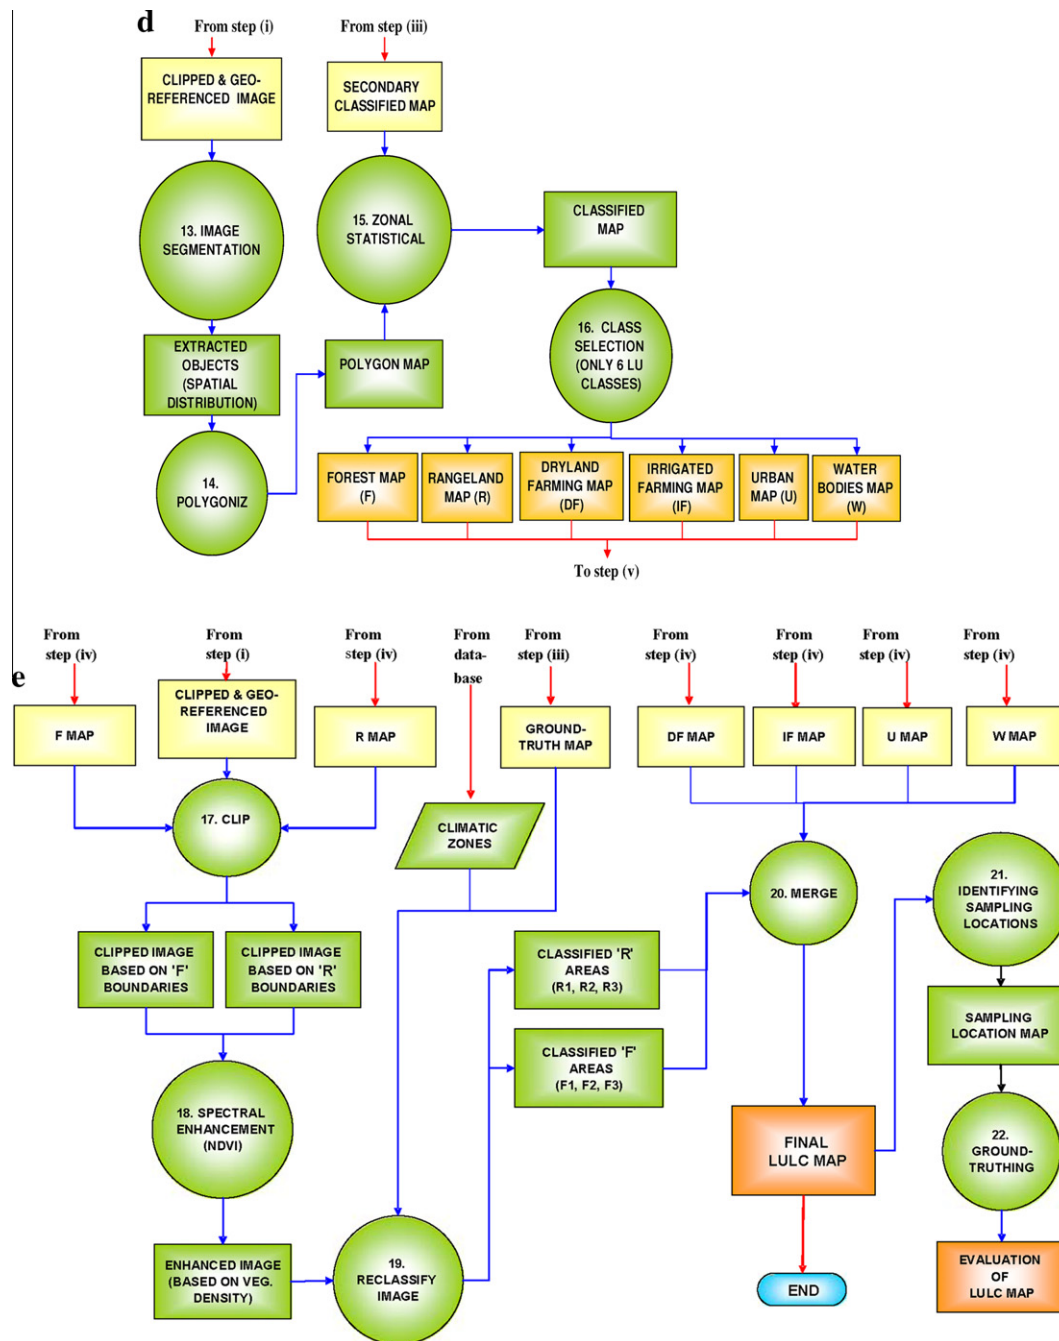 d
From step (i)
From step (iii)
CLIPPED & GEO-
REFERENCED IMAGE
SECONDARY
CLASSIFIED MAP
13. IMAGE
SEGMENTATION
15. ZONAL
STATISTICAL
CLASSIFIED
MAP
EXTRACTED
OBJECTS
(SPATIAL
DISTRIBUTION)
POLYGON MAP
16. CLASS
SELECTION
(ONLY 6 LU
CLASSES)
14.
POLYGONIZ
FOREST MAP
(F)
RANGELAND
MAP (R)
DRYLAND
FARMING MAP
(DF)
IRRIGATED
FARMING MAP
(IF)
URBAN
MAP (U)
WATER
BODIES MAP
(W)
To step (v)
e
From
step (iv)
From
step (i)
From
step (iv)
From
data-
base
From
step (iii)
From
step (iv)
From
step (iv)
From
step (iv)
From
step (iv)
F MAP
CLIPPED & GEO-
REFERENCED
IMAGE
R MAP
GROUND-
TRUTH MAP
DF MAP
IF MAP
U MAP
W MAP
17. CLIP
CLIMATIC
ZONES
20. MERGE
21.
IDENTIFYING
SAMPLING
LOCATIONS
CLIPPED IMAGE
BASED ON 'F'
BOUNDARIES
CLIPPED IMAGE
BASED ON 'R'
BOUNDARIES
CLASSIFIED 'R'
AREAS
(R1, R2, R3)
SAMPLING
LOCATION MAP
CLASSIFIED 'F'
AREAS
(F1, F2, F3)
18. SPECTRAL
ENHANCEMENT
(NDVI)
FINAL
LULC MAP
22.
GROUND-
TRUTHING
ENHANCED IMAGE
(BASED ON VEG.
DENSITY)
19.
RECLASSIFY
IMAGE
END
EVALUATION
OF
LULC MAP